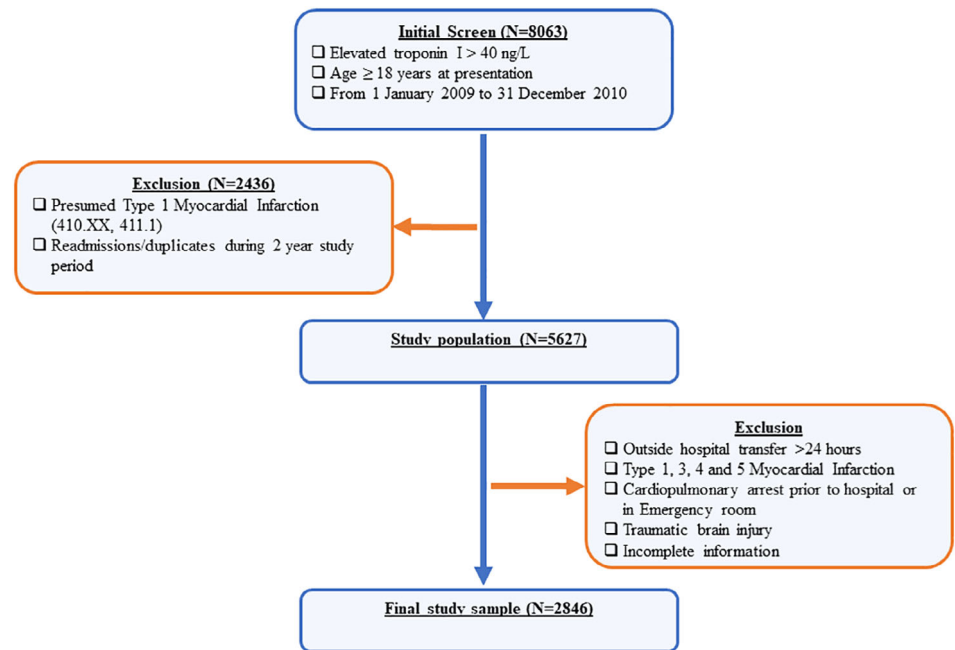 Initial Screen (N=8063)
❑ Elevated troponin I > 40 ng/L
❑ Age ≥ 18 years at presentation
❑ From 1 January 2009 to 31 December 2010
Exclusion (N=2436)
❑ Presumed Type 1 Myocardial Infarction
(410.XX, 411.1)
❑ Readmissions/duplicates during 2 year study
period
Study population (N=5627)
Exclusion
❑ Outside hospital transfer >24 hours
❑ Type 1, 3, 4 and 5 Myocardial Infarction
❑ Cardiopulmonary arrest prior to hospital or
in Emergency room
❑ Traumatic brain injury
❑ Incomplete information
Final study sample (N=2846)